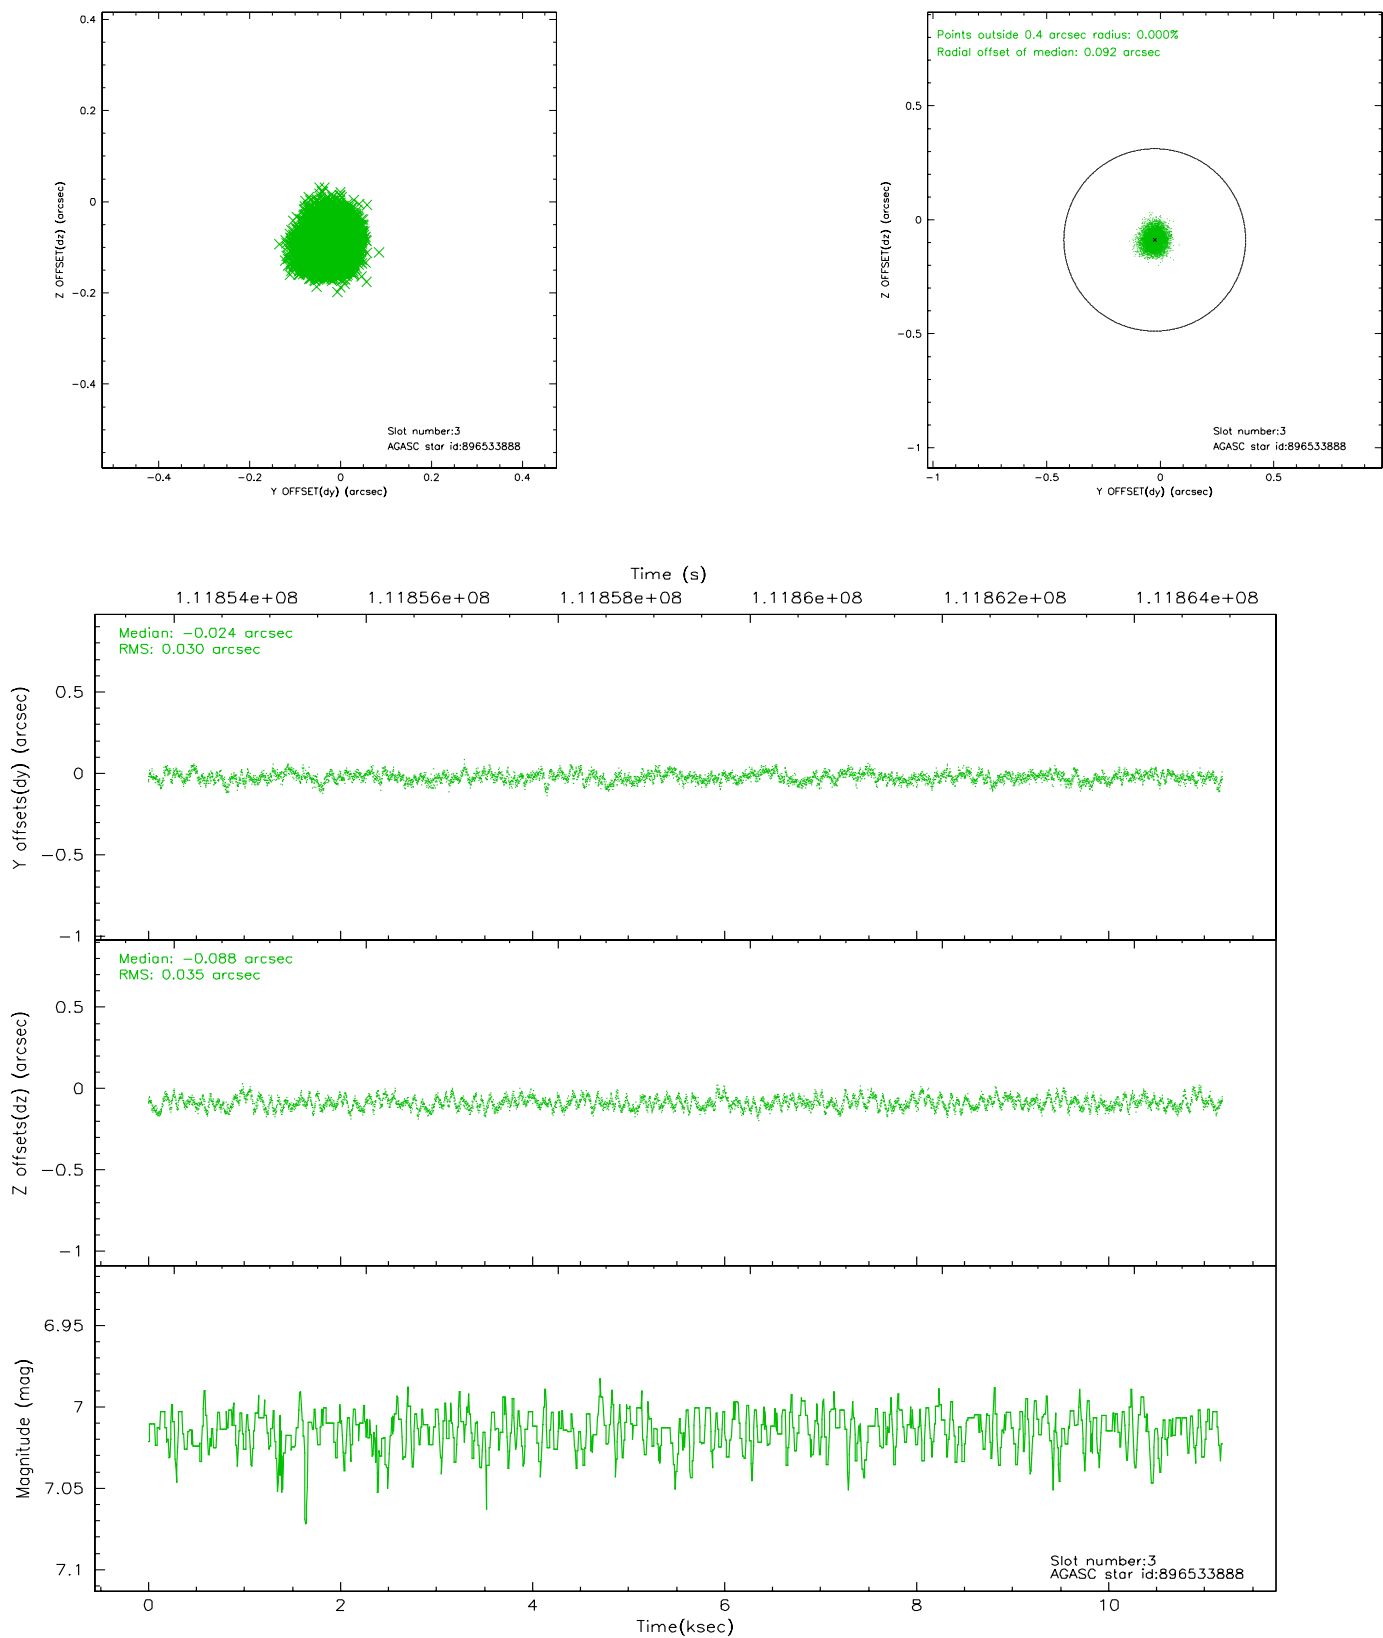 0.4
0.2
0
−0.2
−0.4
Z OFFSET(dz) (arcsec)
Slot number:3
AGASC star id:896533888
−0.4
−0.2
0
0.2
0.4
Y OFFSET(dy) (arcsec)
Points outside 0.4 arcsec radius: 0.000%
Radial offset of median: 0.092 arcsec
0.5
0
−0.5
−1
Z OFFSET(dz) (arcsec)
Slot number:3
AGASC star id:896533888
−1
−0.5
0
0.5
Y OFFSET(dy) (arcsec)
Time (s)
1.11854e+08
1.11856e+08
1.11858e+08
1.1186e+08
1.11862e+08
1.11864e+08
Median: −0.024 arcsec
RMS: 0.030 arcsec
0.5
0
−0.5
−1
Y offsets(dy) (arcsec)
Median: −0.088 arcsec
RMS: 0.035 arcsec
0.5
0
−0.5
−1
Z offsets(dz) (arcsec)
6.95
7
7.05
7.1
Magnitude (mag)
Slot number:3
AGASC star id:896533888
0
2
4
6
8
10
Time(ksec)